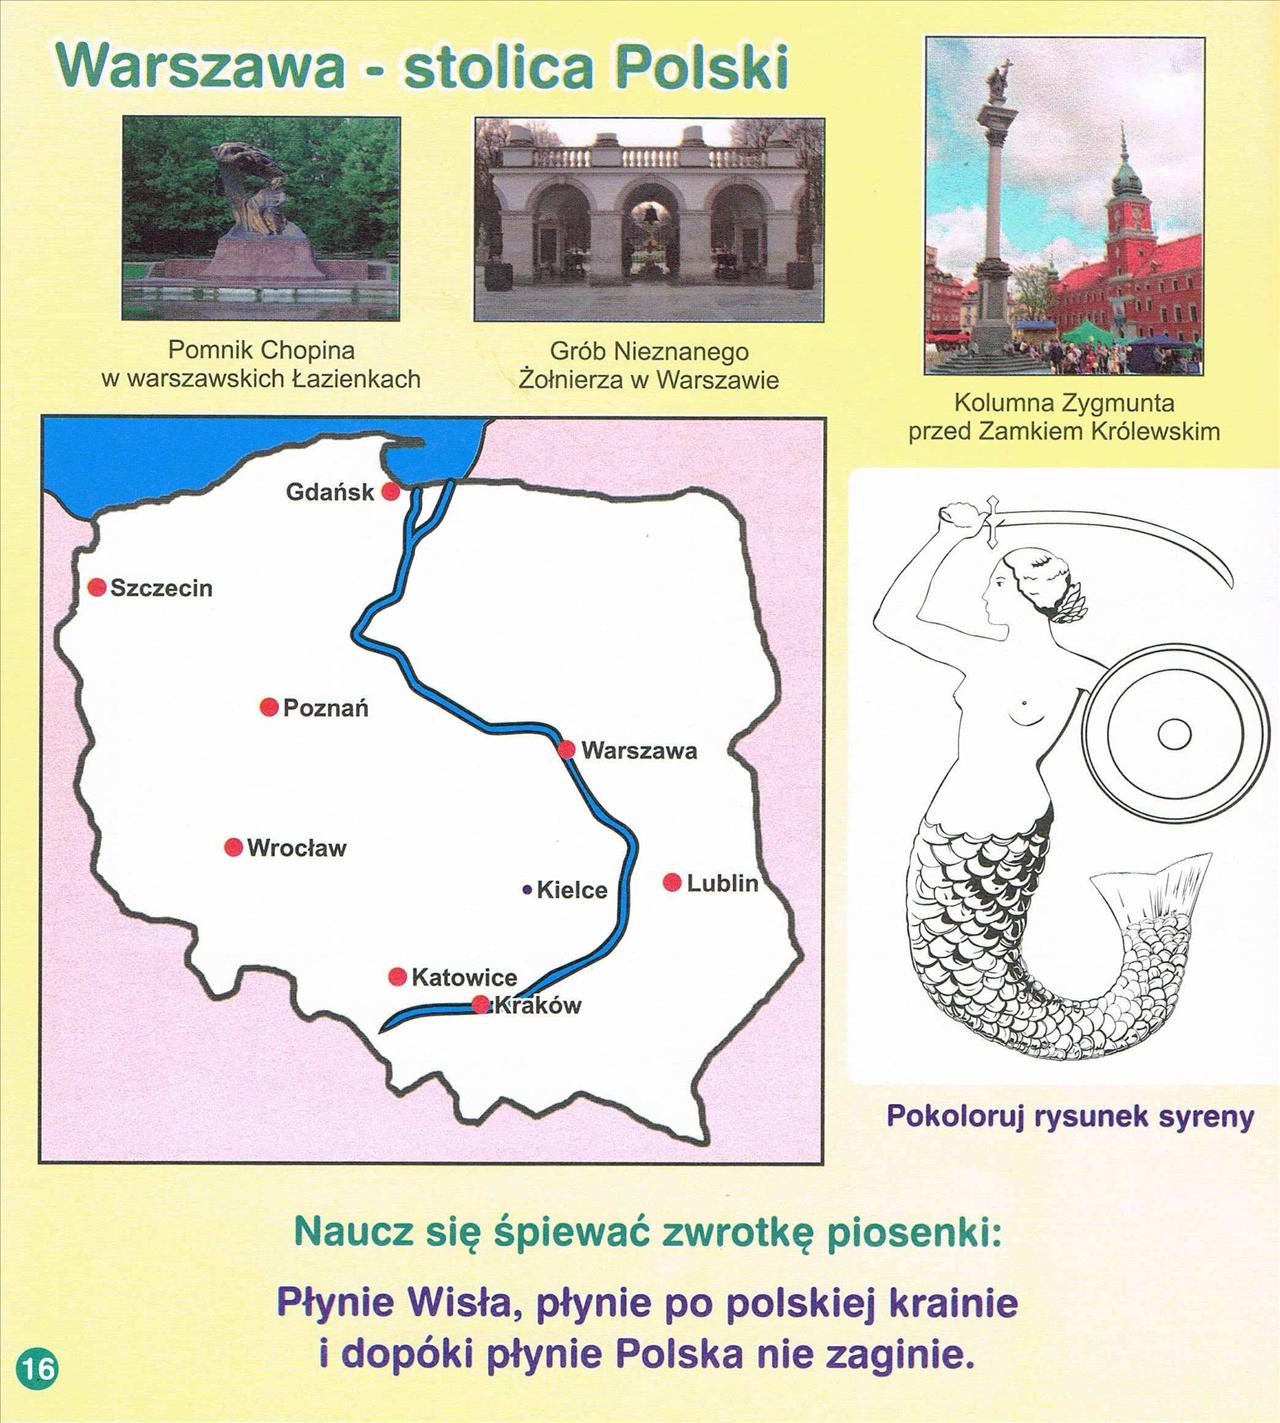 Warszawa - stolica Polski
Pomnik Chopina
w warszawskich Łazienkach
Grób Nieznanego
Żołnierza w Warszawie
Kolumna Zygmunta
przed Zamkiem Królewskim
Gdańsk
Szczecin
Poznań
Warszawa
Wrocław
Kielce
Lublin
Katowice
Kraków
Pokoloruj rysunek syreny
Naucz się śpiewać zwrotkę piosenki:
Płynie Wisła, płynie po polskiej krainie
i dopóki płynie Polska nie zaginie.
16